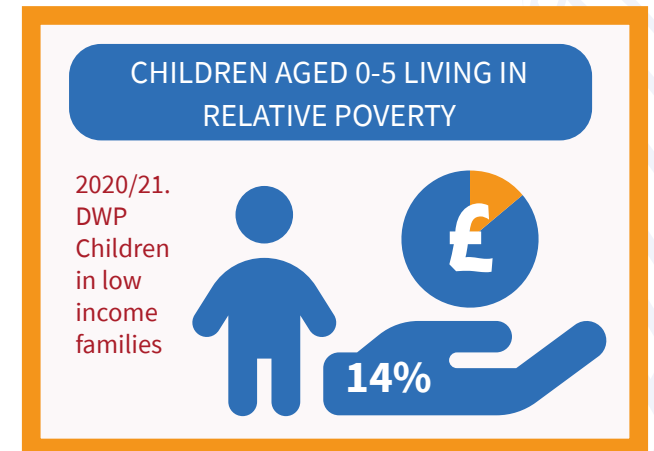 CHILDREN AGED 0-5 LIVING IN
RELATIVE POVERTY
2020/21.
DWP
Children
in low
income
families
£
14%